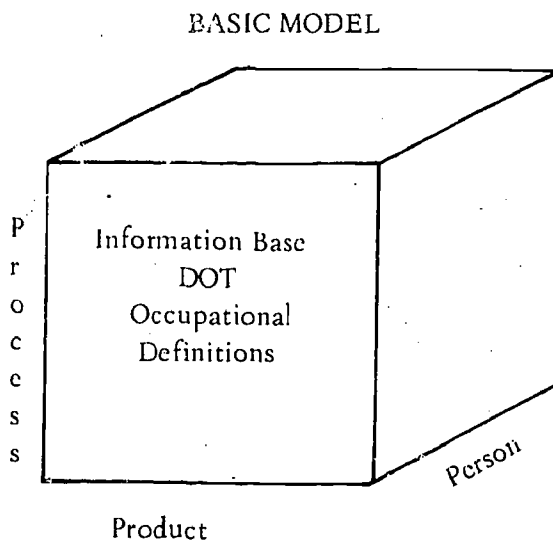 BASIC MODEL
Process
Information Base
DOT
Occupational
Definitions
Person
Product